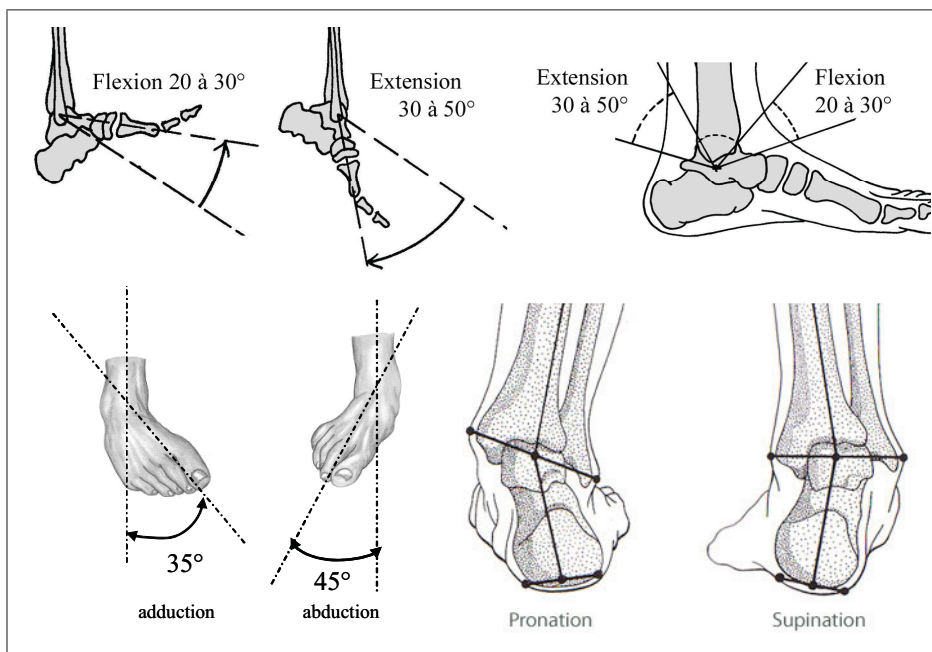 Flexion 20 à 30°
Extension
30 à 50°
Extension
30 à 50°
Flexion
20 à 30°
35°
adduction
45°
abduction
Pronation
Supination